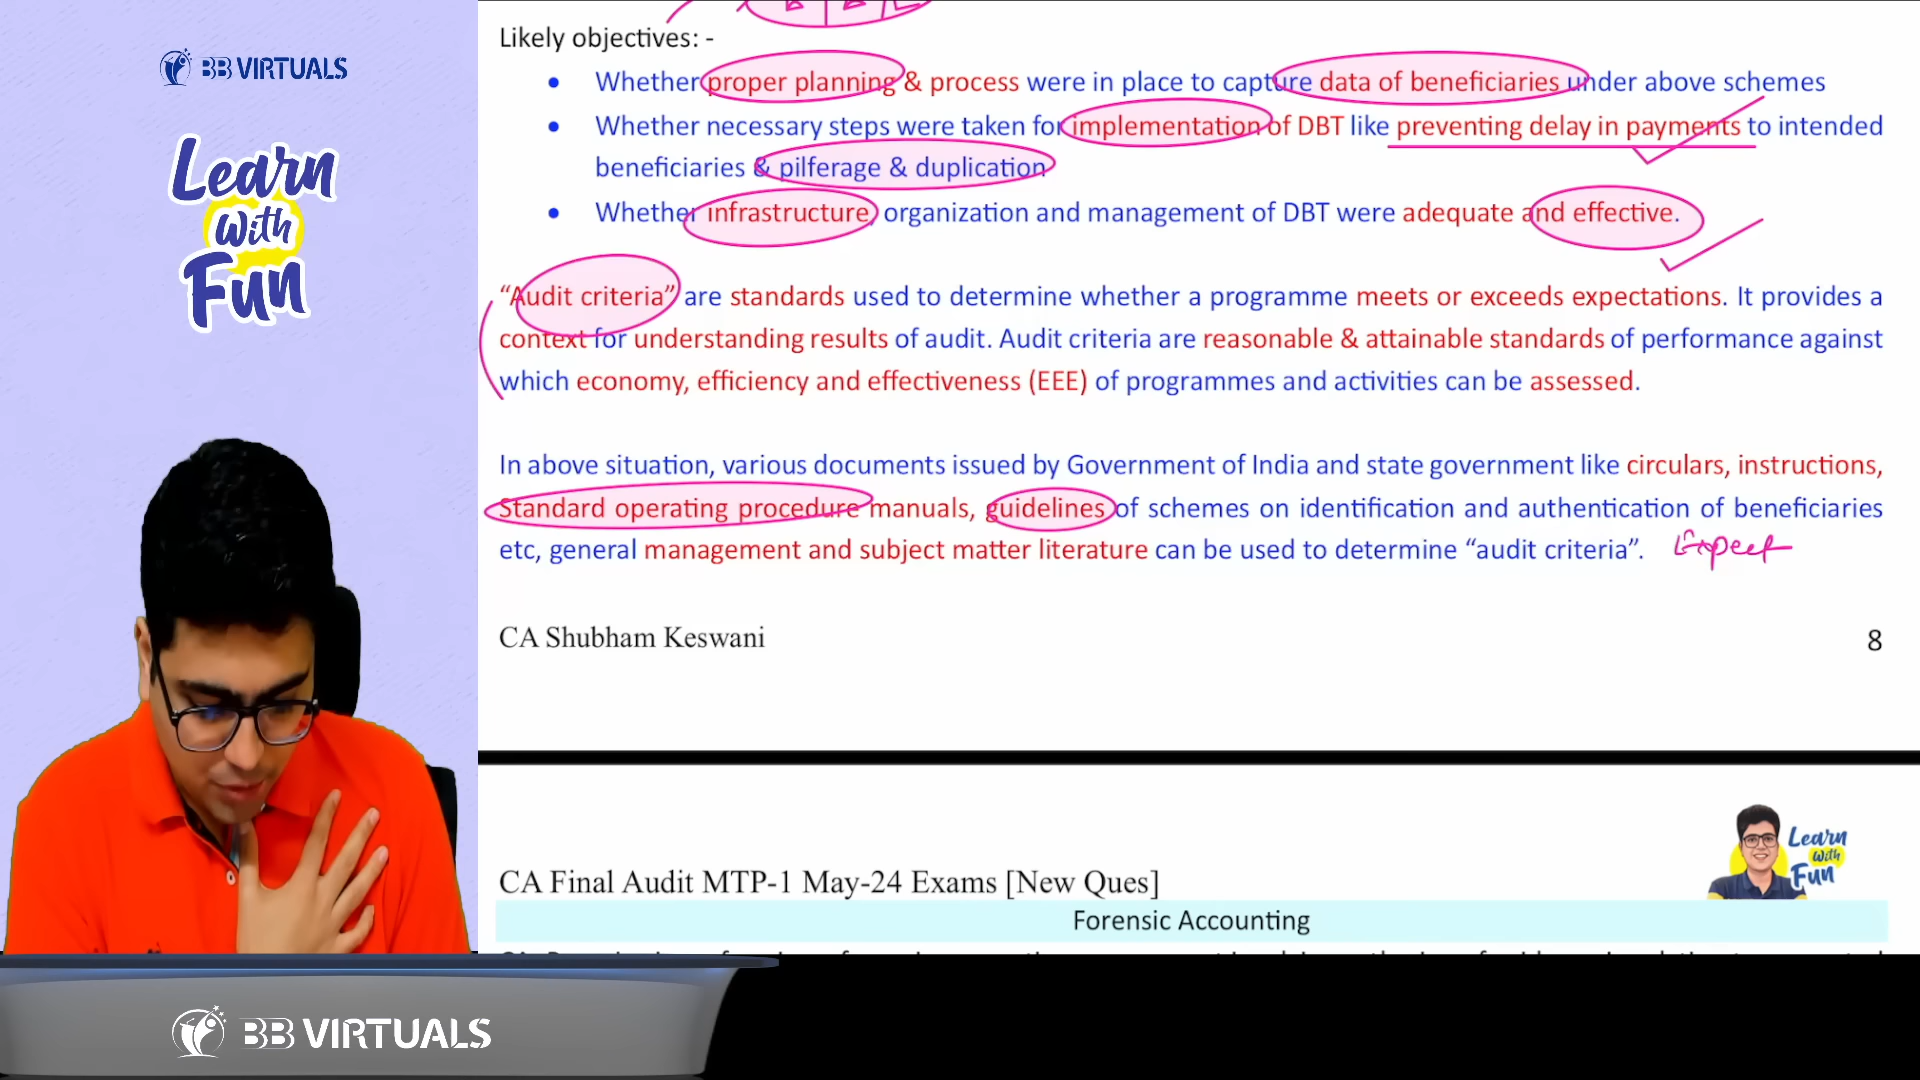 BB VIRTUALS
Learn
With
Fun
Likely objectives: -
• Whether proper planning & process were in place to capture data of beneficiaries under above schemes
• Whether necessary steps were taken for implementation of DBT like preventing delay in payments to intended
beneficiaries & pilferage & duplication
• Whether infrastructure, organization and management of DBT were adequate and effective.
“Audit criteria” are standards used to determine whether a programme meets or exceeds expectations. It provides a
context for understanding results of audit. Audit criteria are reasonable & attainable standards of performance against
which economy, efficiency and effectiveness (EEE) of programmes and activities can be assessed.
In above situation, various documents issued by Government of India and state government like circulars, instructions,
Standard operating procedure manuals, guidelines of schemes on identification and authentication of beneficiaries
etc, general management and subject matter literature can be used to determine “audit criteria”. Expert
CA Shubham Keswani
8
Learn
With
Fun
CA Final Audit MTP-1 May-24 Exams [New Ques]
Forensic Accounting
BB VIRTUALS